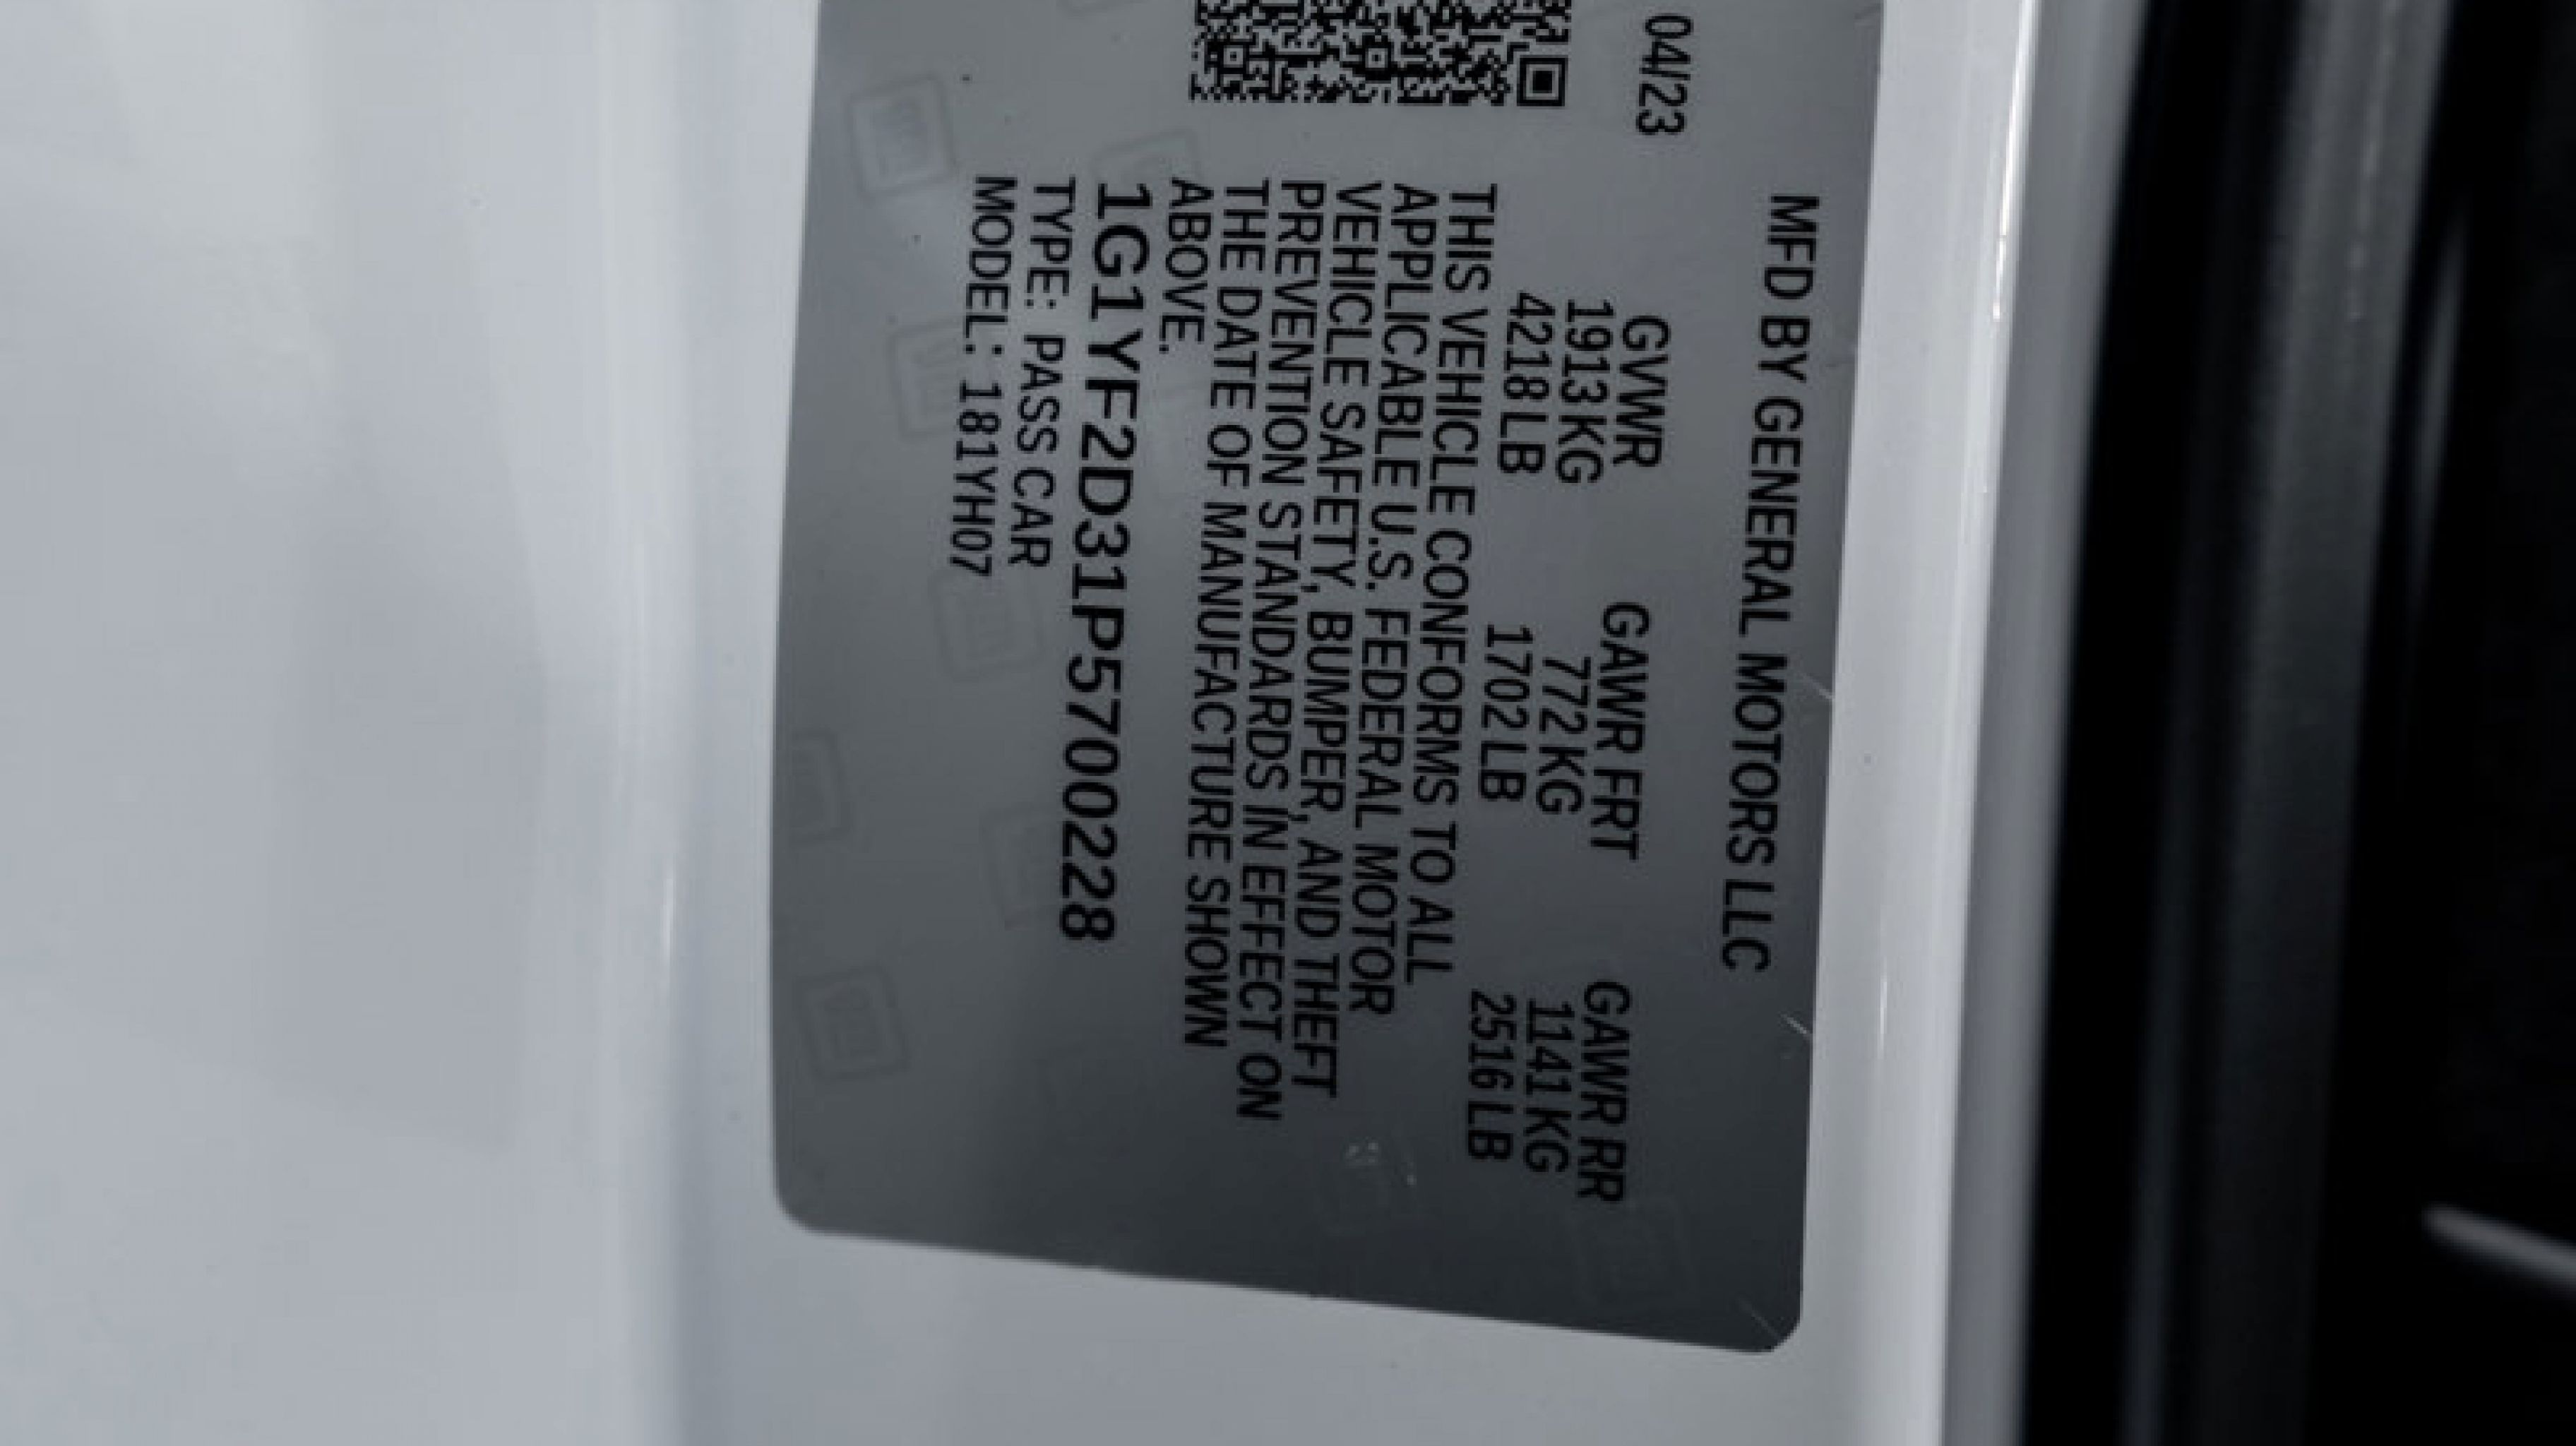 MFD BY GENERAL MOTORS LLC
04/23
GVWR GAWR FRT GAWR RR
1913 KG 772 KG 1141 KG
4218 LB 1702 LB 2516 LB
THIS VEHICLE CONFORMS TO ALL
APPLICABLE U.S. FEDERAL MOTOR
VEHICLE SAFETY, BUMPER, AND THEFT
PREVENTION STANDARDS IN EFFECT ON
THE DATE OF MANUFACTURE SHOWN
ABOVE.
1G1YF2D31P5700228
TYPE: PASS CAR
MODEL: 181YH07